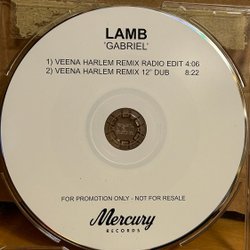 LAMB
'GABRIEL'
1) VEENA HARLEM REMIX RADIO EDIT 4:06
2) VEENA HARLEM REMIX 12" DUB 8:22
FOR PROMOTION ONLY - NOT FOR RESALE
Mercury
RECORDS